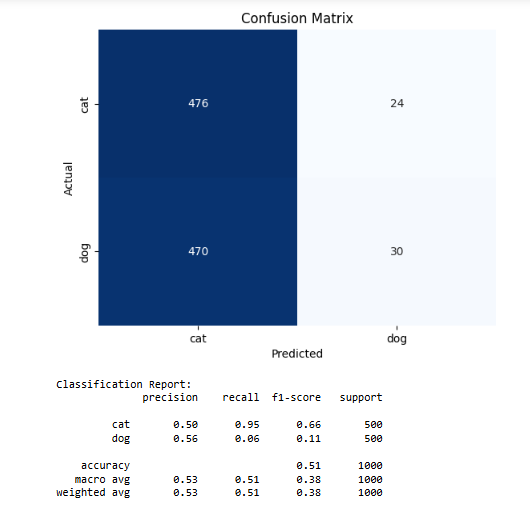 Confusion Matrix
cat
476
24
Actual
dog
470
30
cat
dog
Predicted
Classification Report:
precision recall f1-score support
cat 0.50 0.95 0.66 500
dog 0.56 0.06 0.11 500
accuracy 0.51 1000
macro avg 0.53 0.51 0.38 1000
weighted avg 0.53 0.51 0.38 1000